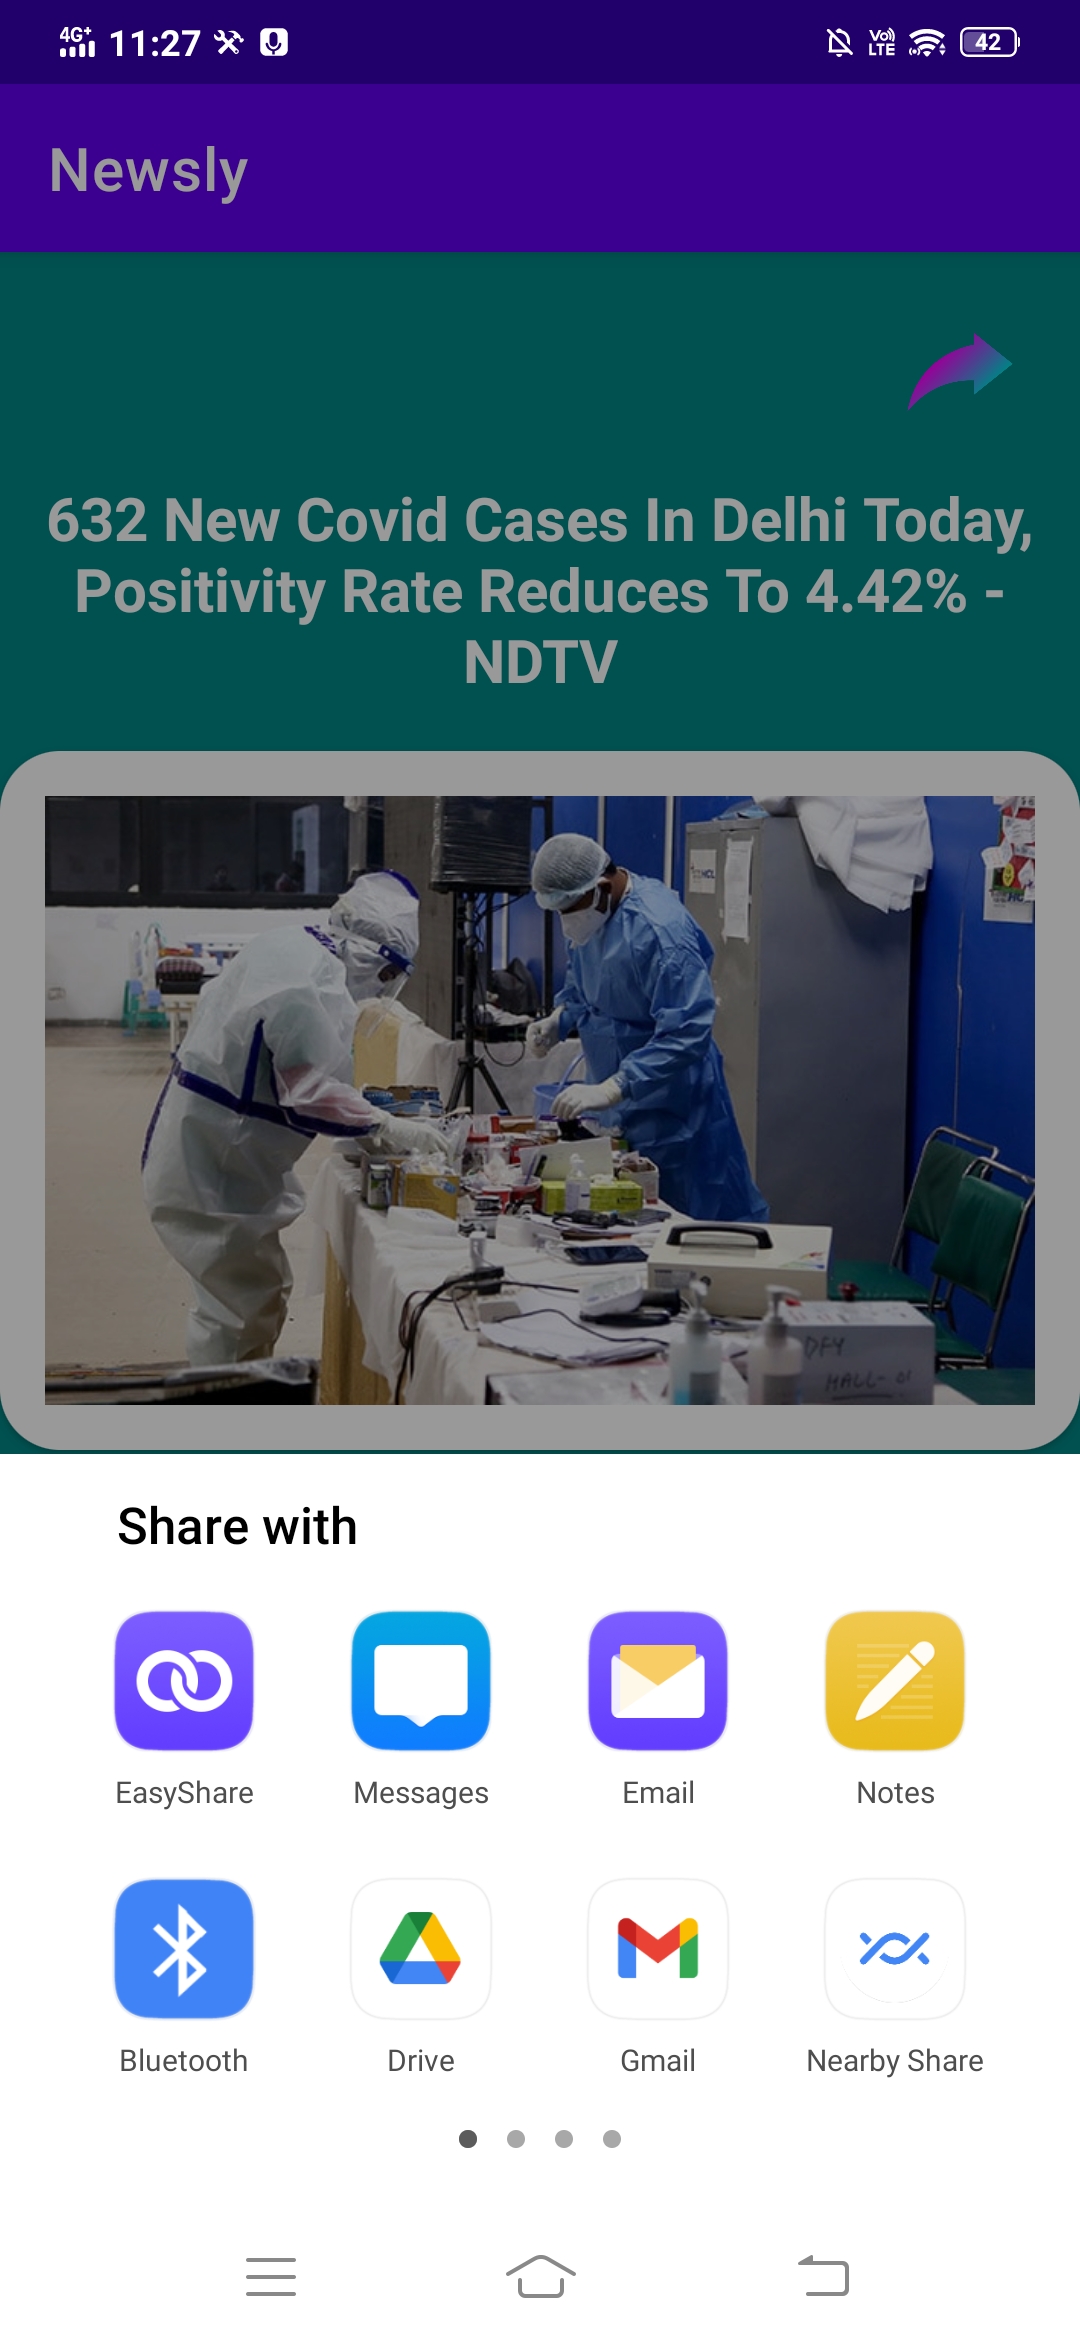 4G+ 11:27 Vo) LTE 42
Newsly
632 New Covid Cases In Delhi Today,
Positivity Rate Reduces To 4.42% -
NDTV
HCL
DFY
HALL- 01
Share with
EasyShare Messages Email Notes
Bluetooth Drive Gmail Nearby Share